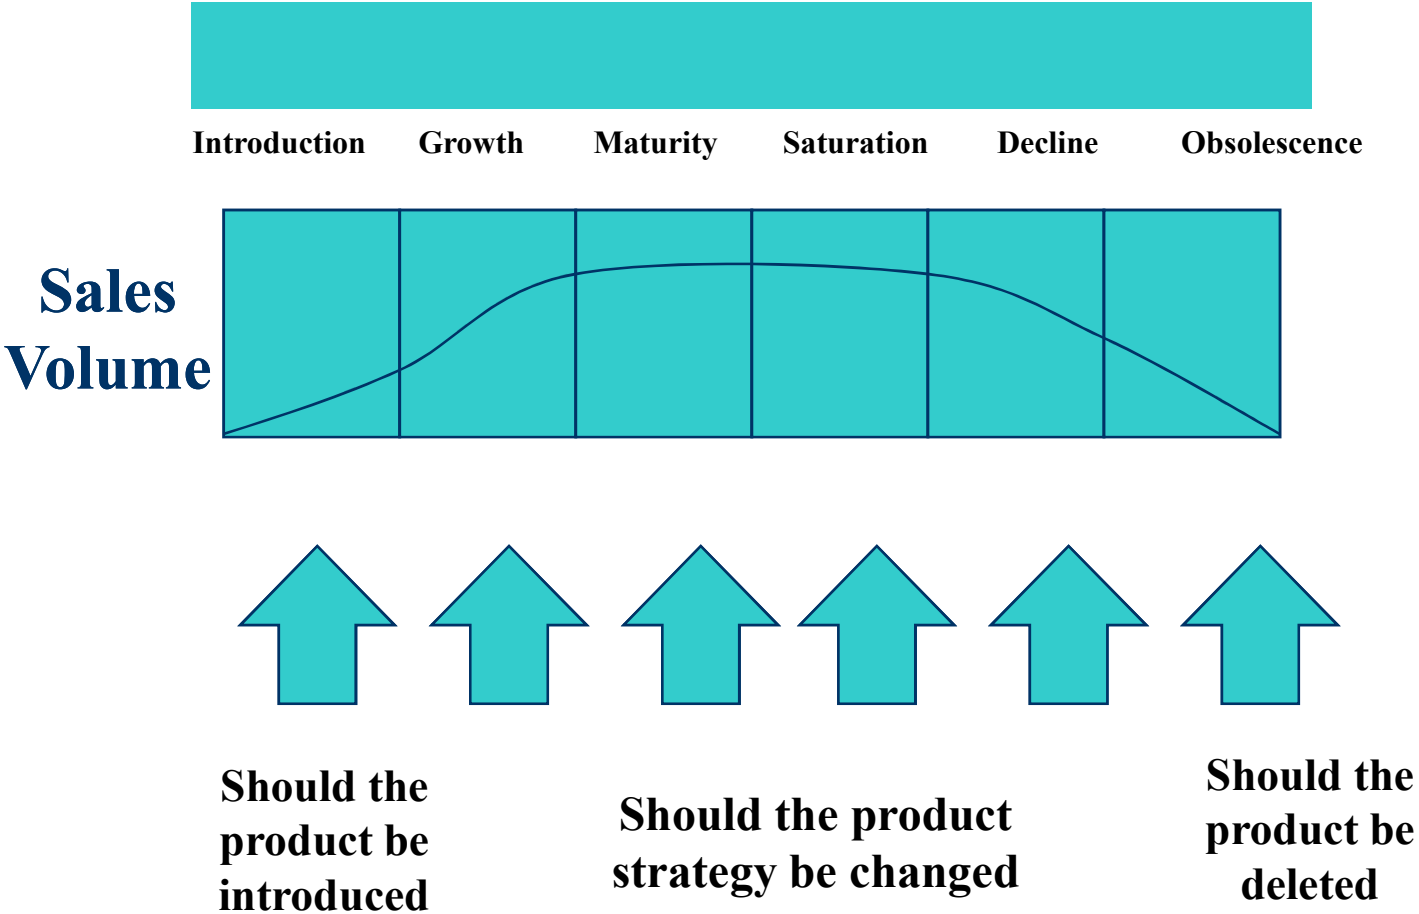 Introduction Growth Maturity Saturation Decline Obsolescence
Sales
Volume
Should the
product be
introduced
Should the product
strategy be changed
Should the
product be
deleted